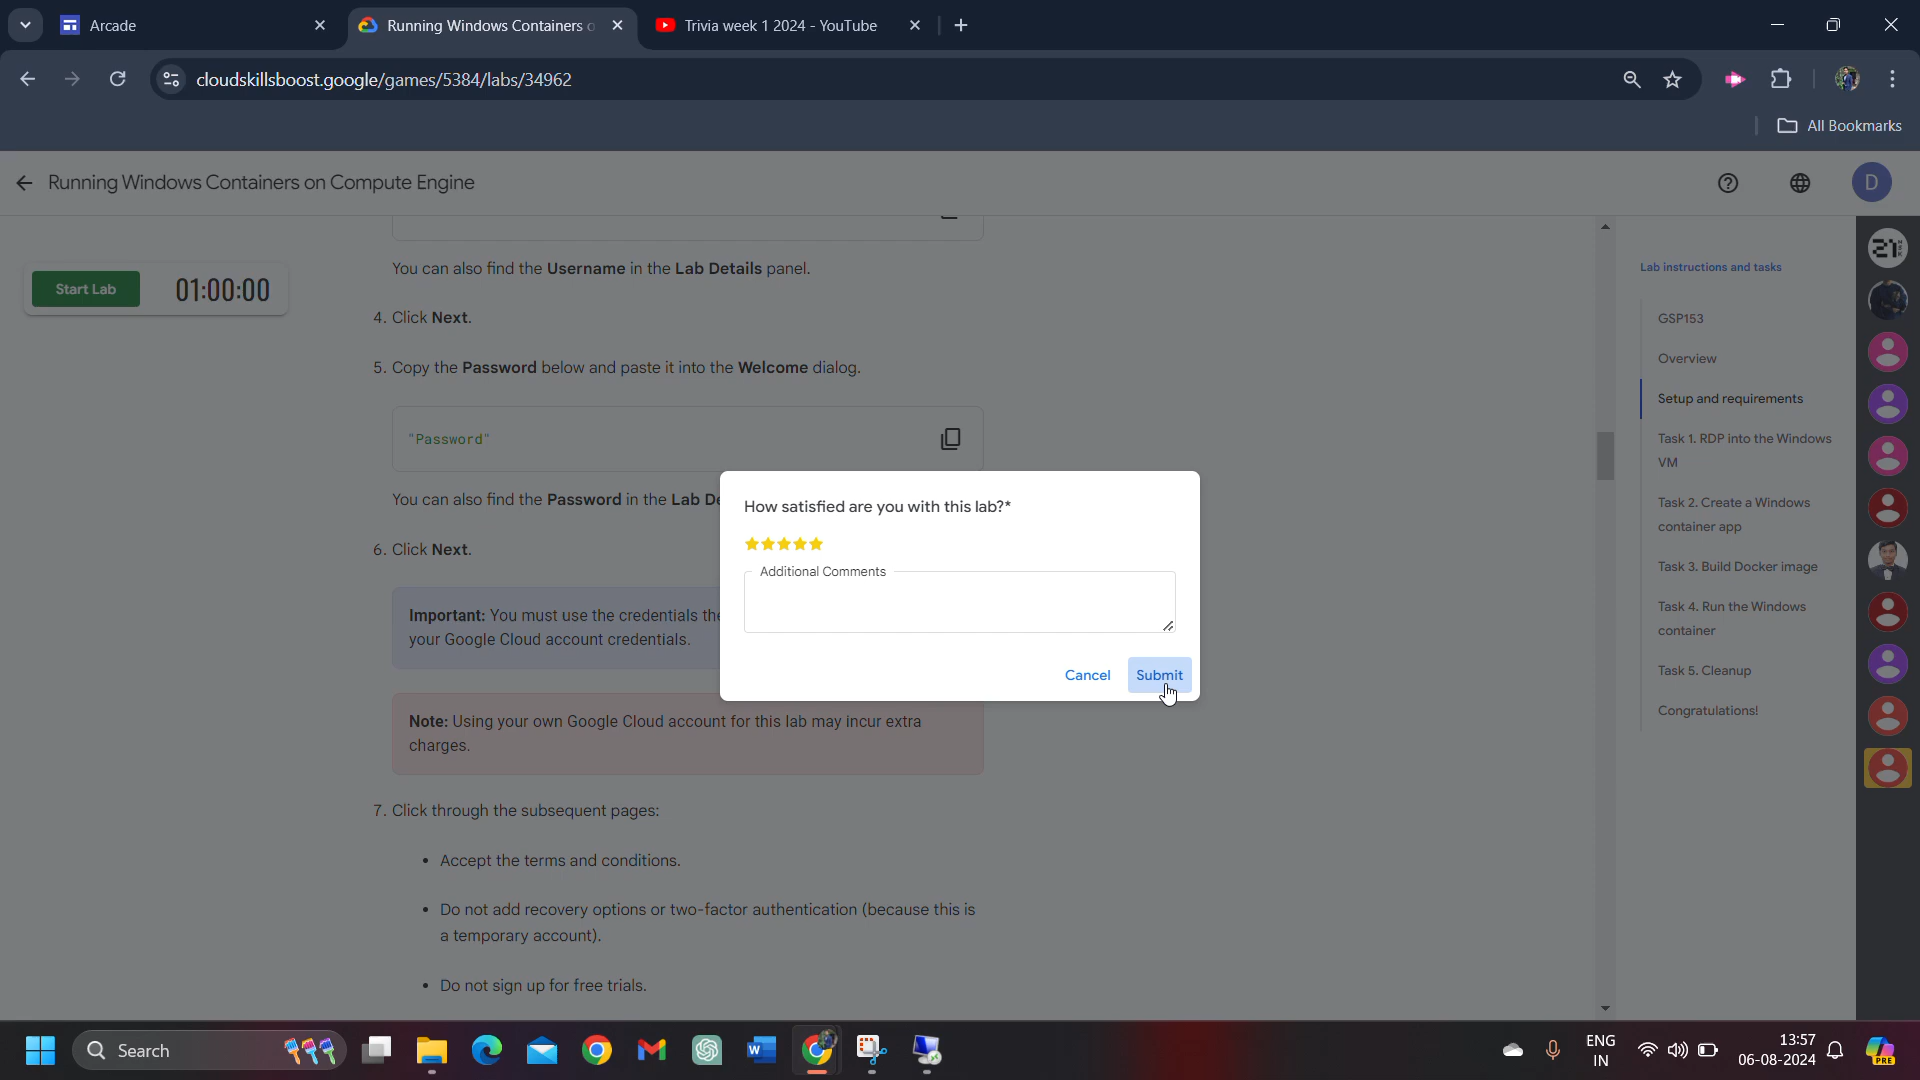 Arcade
Running Windows Containers o
Trivia week 1 2024 - YouTube
cloudskillsboost.google/games/5384/labs/34962
All Bookmarks
Running Windows Containers on Compute Engine
D
Start Lab
01:00:00
You can also find the Username in the Lab Details panel.
4. Click Next.
5. Copy the Password below and paste it into the Welcome dialog.
"Password"
You can also find the Password in the Lab De
6. Click Next.
Important: You must use the credentials the
your Google Cloud account credentials.
Note: Using your own Google Cloud account for this lab may incur extra
charges.
7. Click through the subsequent pages:
• Accept the terms and conditions.
• Do not add recovery options or two-factor authentication (because this is
a temporary account).
• Do not sign up for free trials.
How satisfied are you with this lab?*
Additional Comments
Cancel
Submit
Lab instructions and tasks
GSP153
Overview
Setup and requirements
Task 1. RDP into the Windows
VM
Task 2. Create a Windows
container app
Task 3. Build Docker image
Task 4. Run the Windows
container
Task 5. Cleanup
Congratulations!
Search
ENG
IN
13:57
06-08-2024
PRE